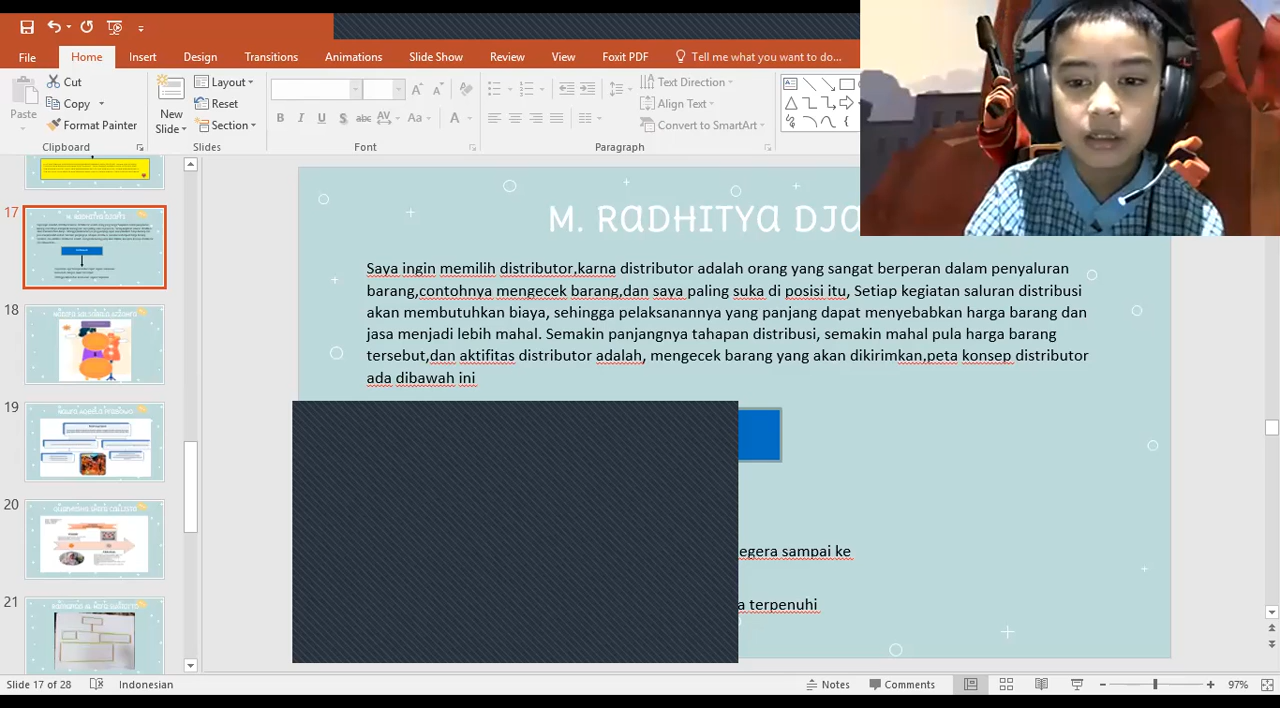 File Home Insert Design Transitions Animations Slide Show Review View Foxit PDF Tell me what you want to do...
Paste
Cut
Copy
Format Painter
Clipboard
New
Slide
Layout
Reset
Section
Slides
B I U S abc AV Aa A
Font
Text Direction
Align Text
Convert to SmartArt
Paragraph
17
18
19
20
21
M. RADHITYA DJA
Saya ingin memilih distributor,karna distributor adalah orang yang sangat berperan dalam penyaluran
barang,contohnya mengecek barang,dan saya paling suka di posisi itu, Setiap kegiatan saluran distribusi
akan membutuhkan biaya, sehingga pelaksanannya yang panjang dapat menyebabkan harga barang dan
jasa menjadi lebih mahal. Semakin panjangnya tahapan distribusi, semakin mahal pula harga barang
tersebut,dan aktifitas distributor adalah, mengecek barang yang akan dikirimkan,peta konsep distributor
ada dibawah ini
egera sampai ke
a terpenuhi
Slide 17 of 28 Indonesian Notes Comments 97%